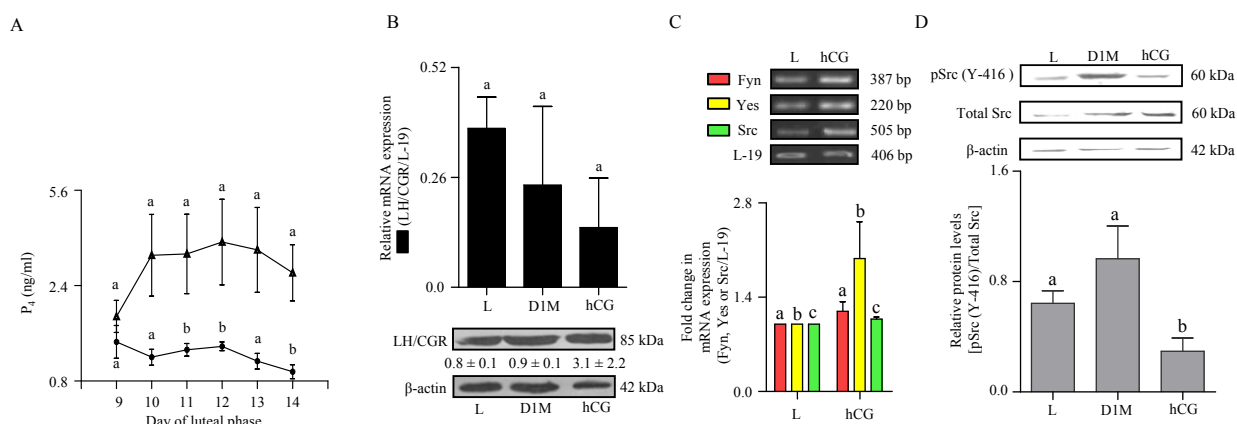 A
P4 (ng/ml)
5.6
2.4
0.8
a a a a a a
a a b b a b
9 10 11 12 13 14
Day of luteal phase
B
Relative mRNA expression
(LH/CGR/L-19)
0.52
0.26
0.0
a a a
L D1M hCG
LH/CGR 85 kDa
0.8 ± 0.1 0.9 ± 0.1 3.1 ± 2.2
β-actin 42 kDa
L D1M hCG
C
L hCG
Fyn 387 bp
Yes 220 bp
Src 505 bp
L-19 406 bp
Fold change in
mRNA expression
(Fyn, Yes or Src/L-19)
2.8
1.4
0.0
a b c a b c
L hCG
D
L D1M hCG
pSrc (Y-416 ) 60 kDa
Total Src 60 kDa
β-actin 42 kDa
Relative protein levels
[pSrc (Y-416)/Total Src]
1.6
0.8
0.0
a a b
L D1M hCG